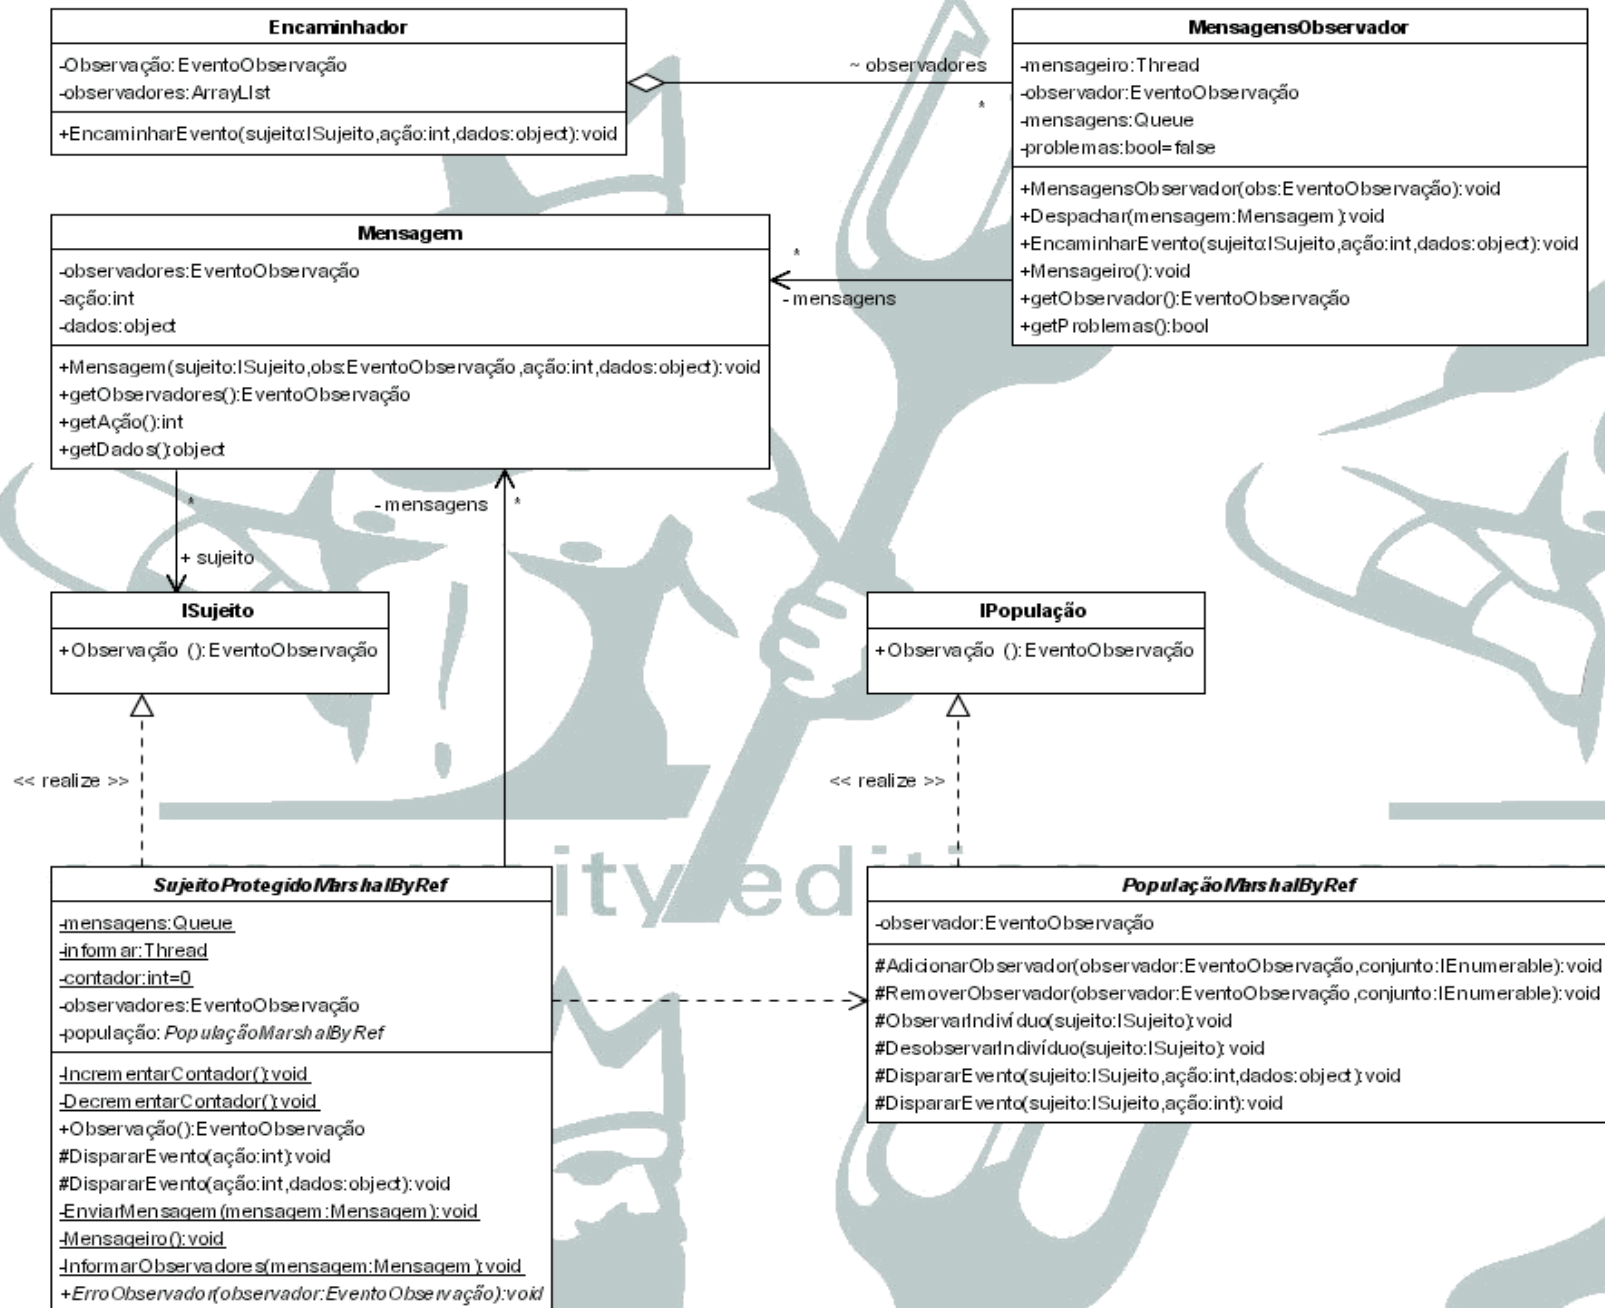 Encaminhador
-Observação:EventoObservação
-observadores:ArrayLIst
+EncaminharEvento(sujeito:ISujeito,ação:int,dados:object):void
~ observadores
*
MensagensObservador
-mensageiro:Thread
-observador:EventoObservação
-mensagens:Queue
-problemas:bool=false
+MensagensObservador(obs:EventoObservação):void
+Despachar(mensagem:Mensagem):void
+EncaminharEvento(sujeito:ISujeito,ação:int,dados:object):void
+Mensageiro():void
+getObservador():EventoObservação
+getProblemas():bool
Mensagem
-observadores:EventoObservação
-ação:int
-dados:object
+Mensagem(sujeito:ISujeito,obs:EventoObservação,ação:int,dados:object):void
+getObservadores():EventoObservação
+getAção():int
+getDados():object
*
- mensagens
*
+ sujeito
- mensagens *
ISujeito
+Observação ():EventoObservação
IPopulação
+Observação ():EventoObservação
<< realize >>
<< realize >>
ity edition
SujeitoProtegidoMarshalByRef
-mensagens:Queue
-informar:Thread
-contador:int=0
-observadores:EventoObservação
-população:PopulaçãoMarshalByRef
-IncrementarContador():void
-DecrementarContador():void
+Observação():EventoObservação
#DispararEvento(ação:int):void
#DispararEvento(ação:int,dados:object):void
-EnviarMensagem(mensagem:Mensagem):void
-Mensageiro():void
-InformarObservadores(mensagem:Mensagem):void
+ErroObservador(observador:EventoObservação):void
PopulaçãoMarshalByRef
-observador:EventoObservação
#AdicionarObservador(observador:EventoObservação,conjunto:IEnumerable):void
#RemoverObservador(observador:EventoObservação,conjunto:IEnumerable):void
#ObservarIndivíduo(sujeito:ISujeito):void
#DesobservarIndivíduo(sujeito:ISujeito):void
#DispararEvento(sujeito:ISujeito,ação:int,dados:object):void
#DispararEvento(sujeito:ISujeito,ação:int):void